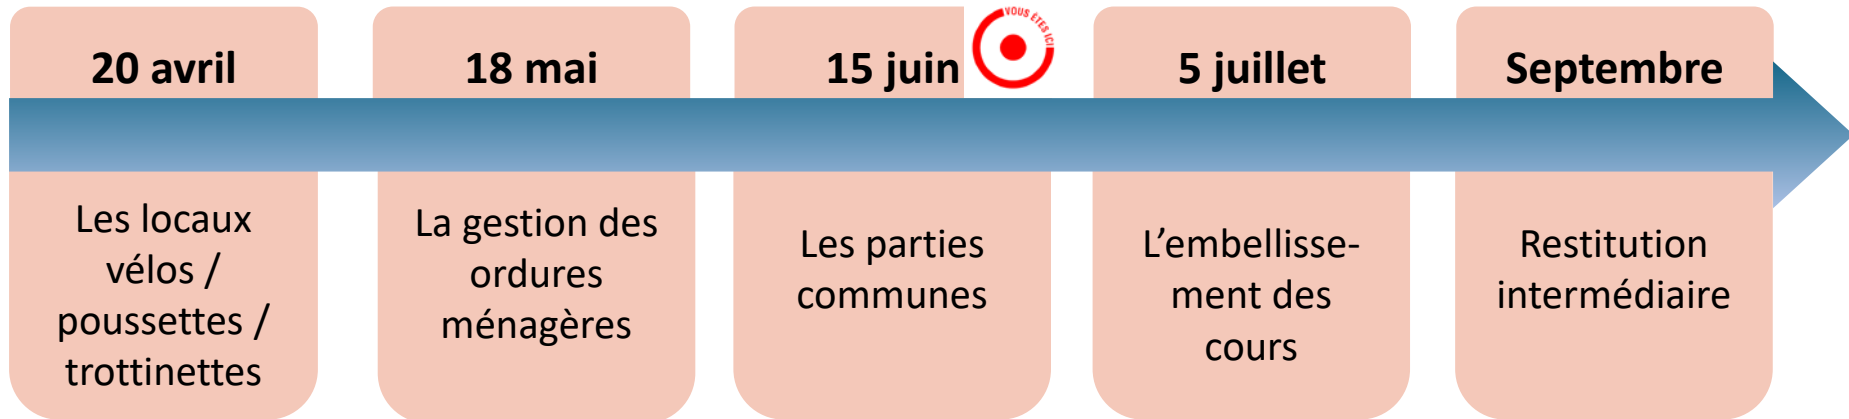 20 avril
18 mai
15 juin
VOUS ÊTES ICI
5 juillet
Septembre
Les locaux
vélos /
poussettes /
trottinettes
La gestion des
ordures
ménagères
Les parties
communes
L’embellisse-
ment des
cours
Restitution
intermédiaire